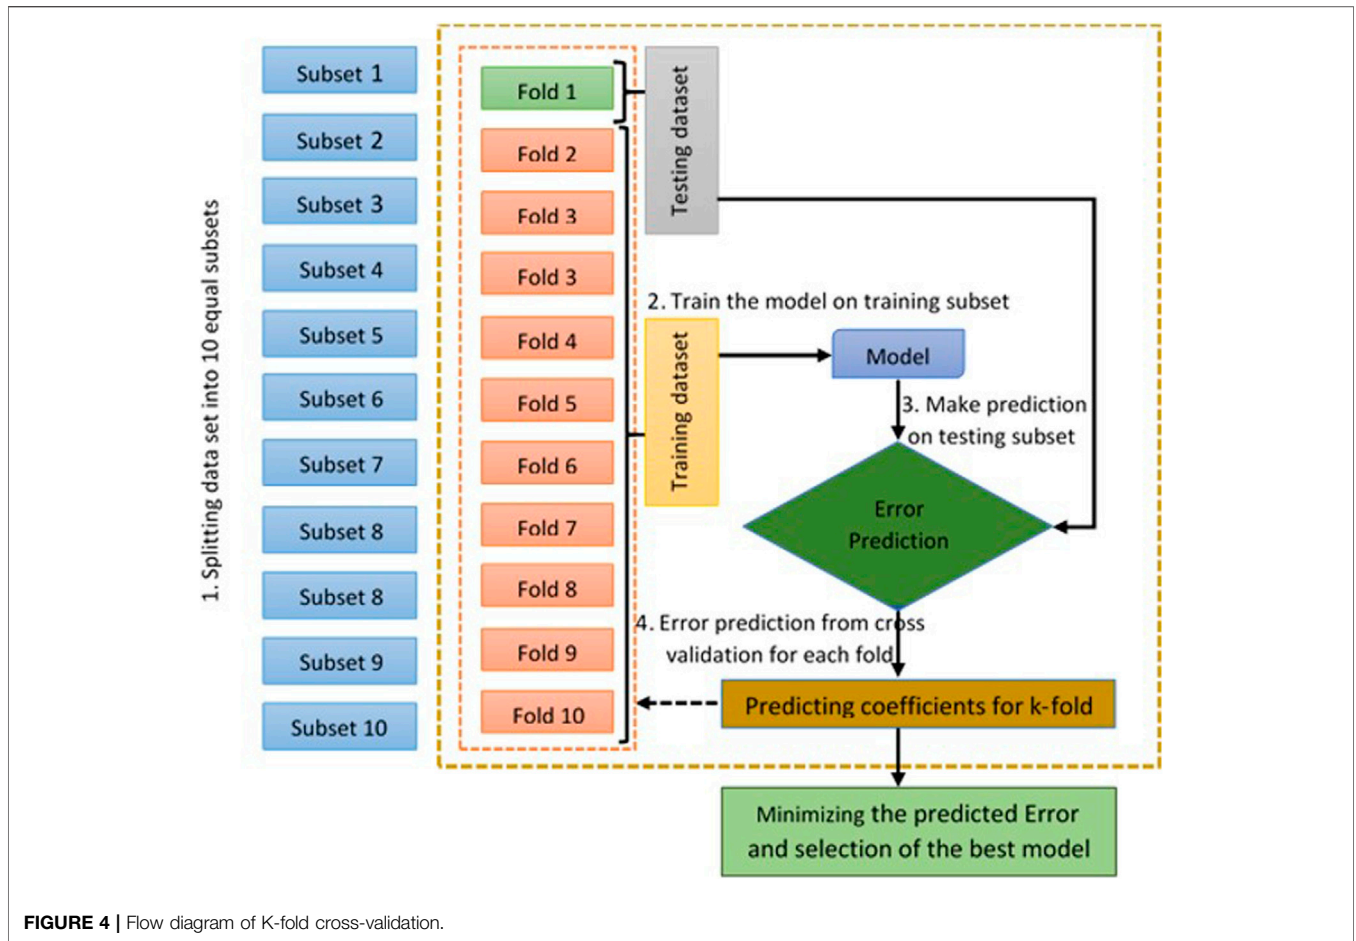 1. Splitting data set into 10 equal subsets
Subset 1
Subset 2
Subset 3
Subset 4
Subset 5
Subset 6
Subset 7
Subset 8
Subset 8
Subset 9
Subset 10
Fold 1
Fold 2
Fold 3
Fold 3
Fold 4
Fold 5
Fold 6
Fold 7
Fold 8
Fold 9
Fold 10
Testing dataset
Training dataset
2. Train the model on training subset
Model
3. Make prediction
on testing subset
Error
Prediction
4. Error prediction from cross
validation for each fold
Predicting coefficients for k-fold
Minimizing the predicted Error
and selection of the best model
FIGURE 4 | Flow diagram of K-fold cross-validation.